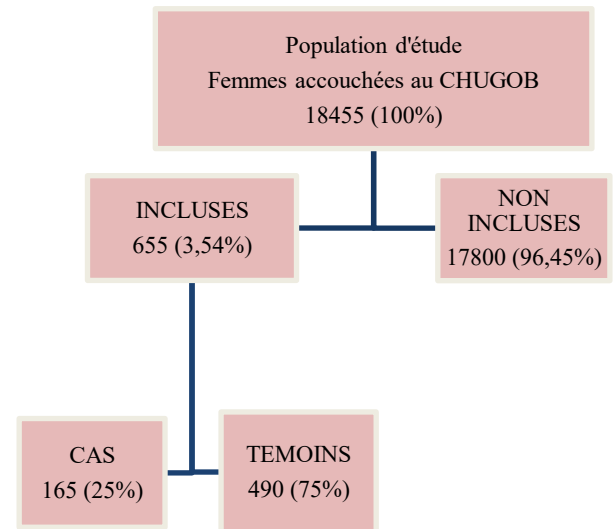 Population d'étude
Femmes accouchées au CHUGOB
18455 (100%)
INCLUSES
655 (3,54%)
NON
INCLUSES
17800 (96,45%)
CAS
165 (25%)
TEMOINS
490 (75%)